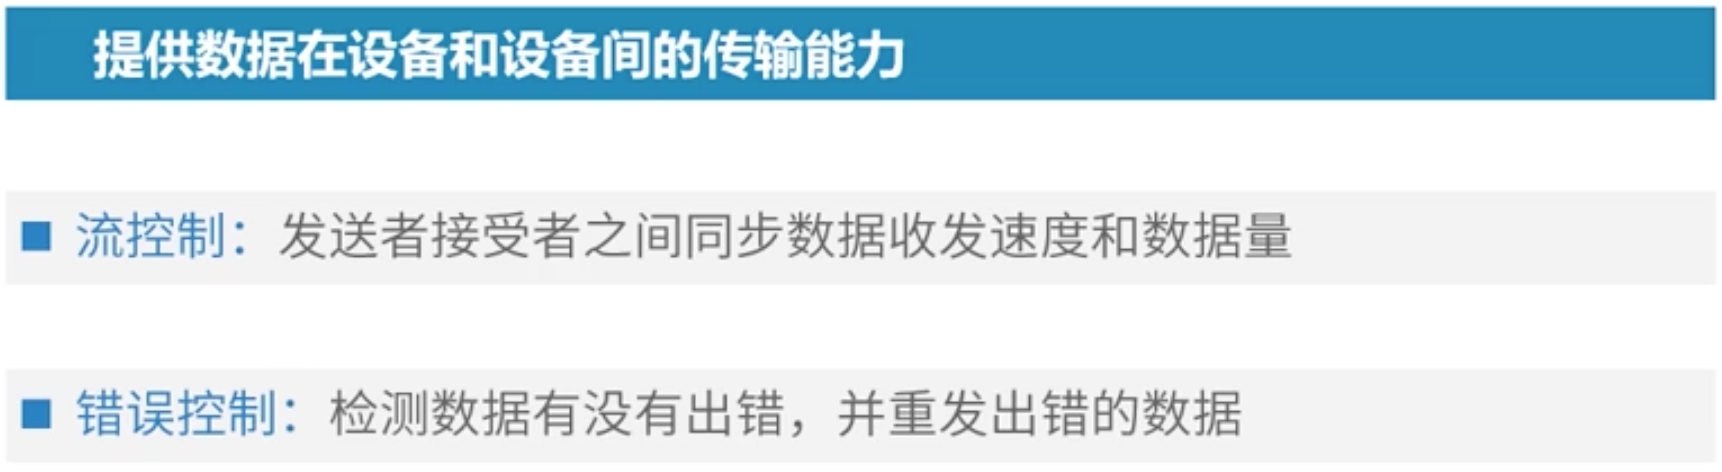 提供数据在设备和设备间的传输能力
流控制：发送者接受者之间同步数据收发速度和数据量
错误控制：检测数据有没有出错，并重发出错的数据